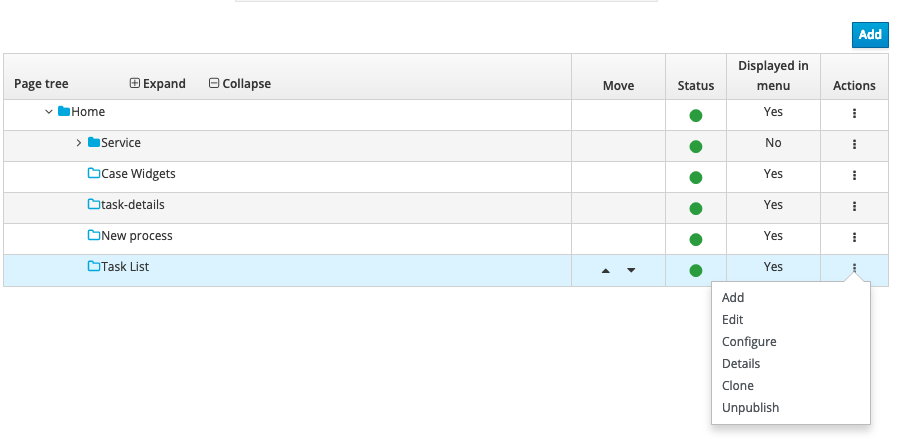 Add
Page tree Expand Collapse Move Status Displayed in menu Actions
Home Yes
Service No
Case Widgets Yes
task-details Yes
New process Yes
Task List Yes
Add
Edit
Configure
Details
Clone
Unpublish